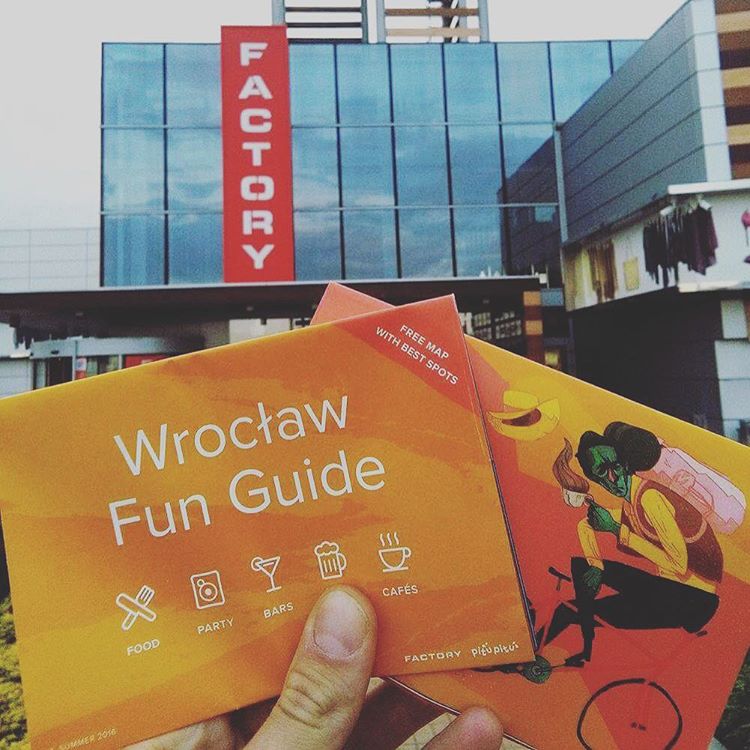 FACTORY
FREE MAP
WITH BEST SPOTS
Wrocław
Fun Guide
FOOD
PARTY
BARS
CAFÉS
FACTORY
SUMMER 2016